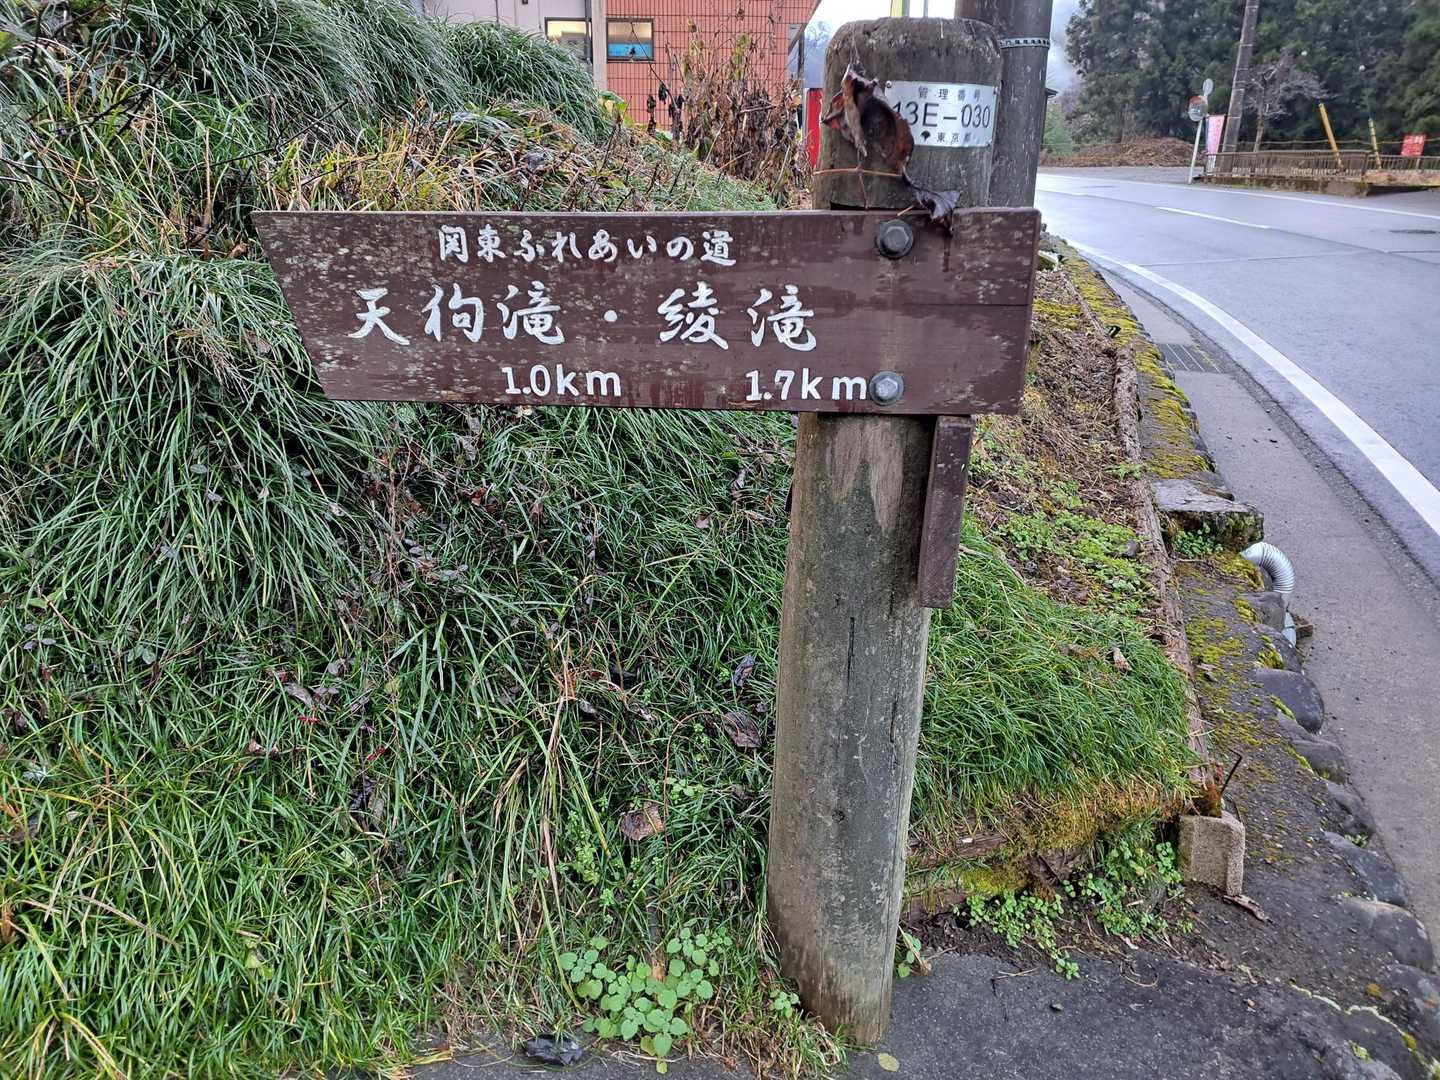 管理番号
13E-030
東京都
関東ふれあいの道
天狗滝・綾滝
1.0km 1.7km